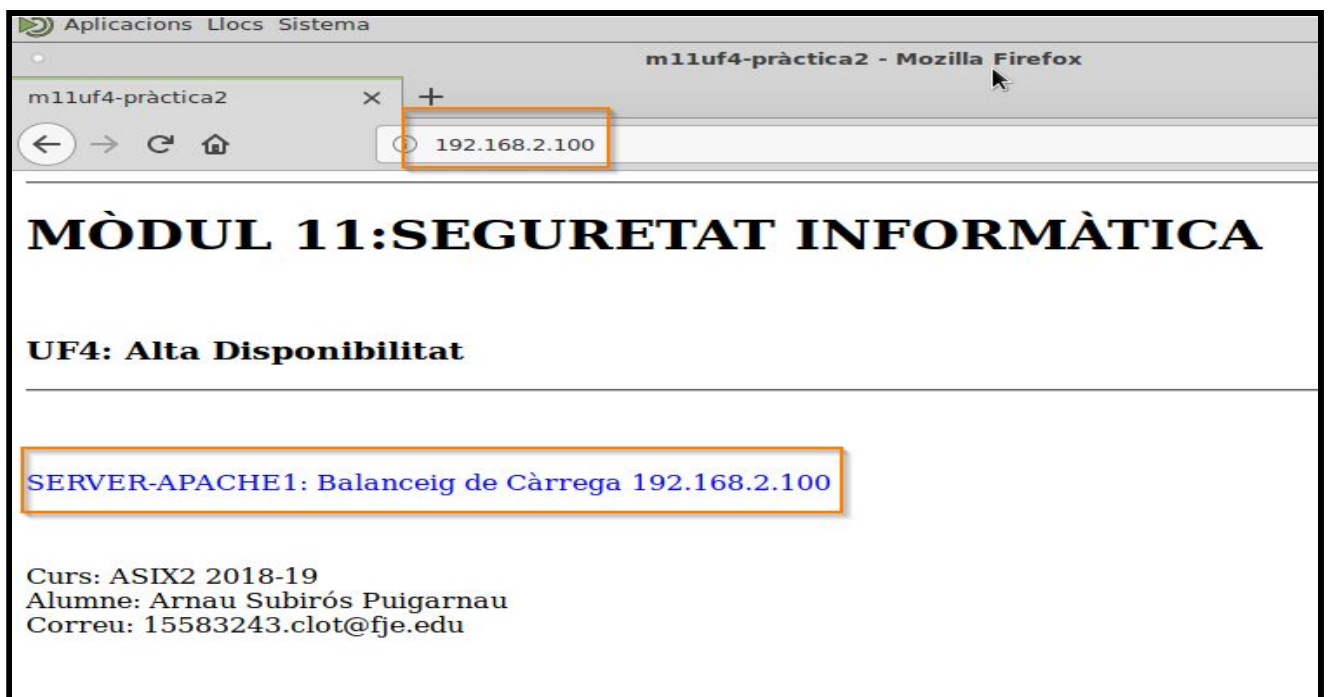 Aplicacions Llocs Sistema
m11uf4-pràctica2 - Mozilla Firefox
m11uf4-pràctica2
192.168.2.100
MÒDUL 11:SEGURETAT INFORMÀTICA
UF4: Alta Disponibilitat
SERVER-APACHE1: Balanceig de Càrrega 192.168.2.100
Curs: ASIX2 2018-19
Alumne: Arnau Subirós Puigarnau
Correu: 15583243.clot@fje.edu